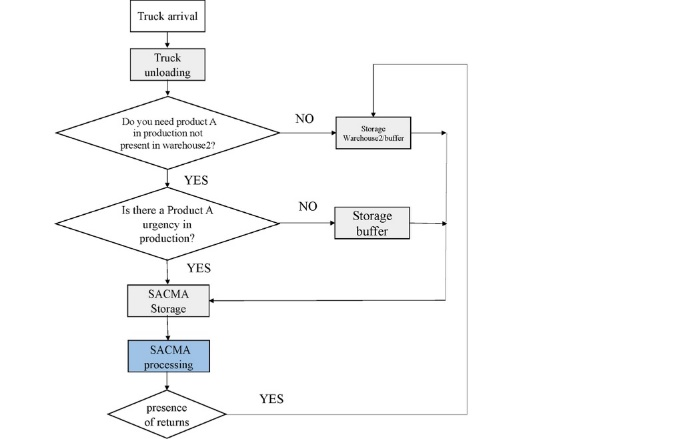 Truck arrival
Truck
unloading
Do you need product A
in production not
present in warehouse2?
NO
Storage
Warehouse2/buffer
YES
Is there a Product A
urgency in
production?
NO
Storage
buffer
YES
SACMA
Storage
SACMA
processing
presence
of returns
YES